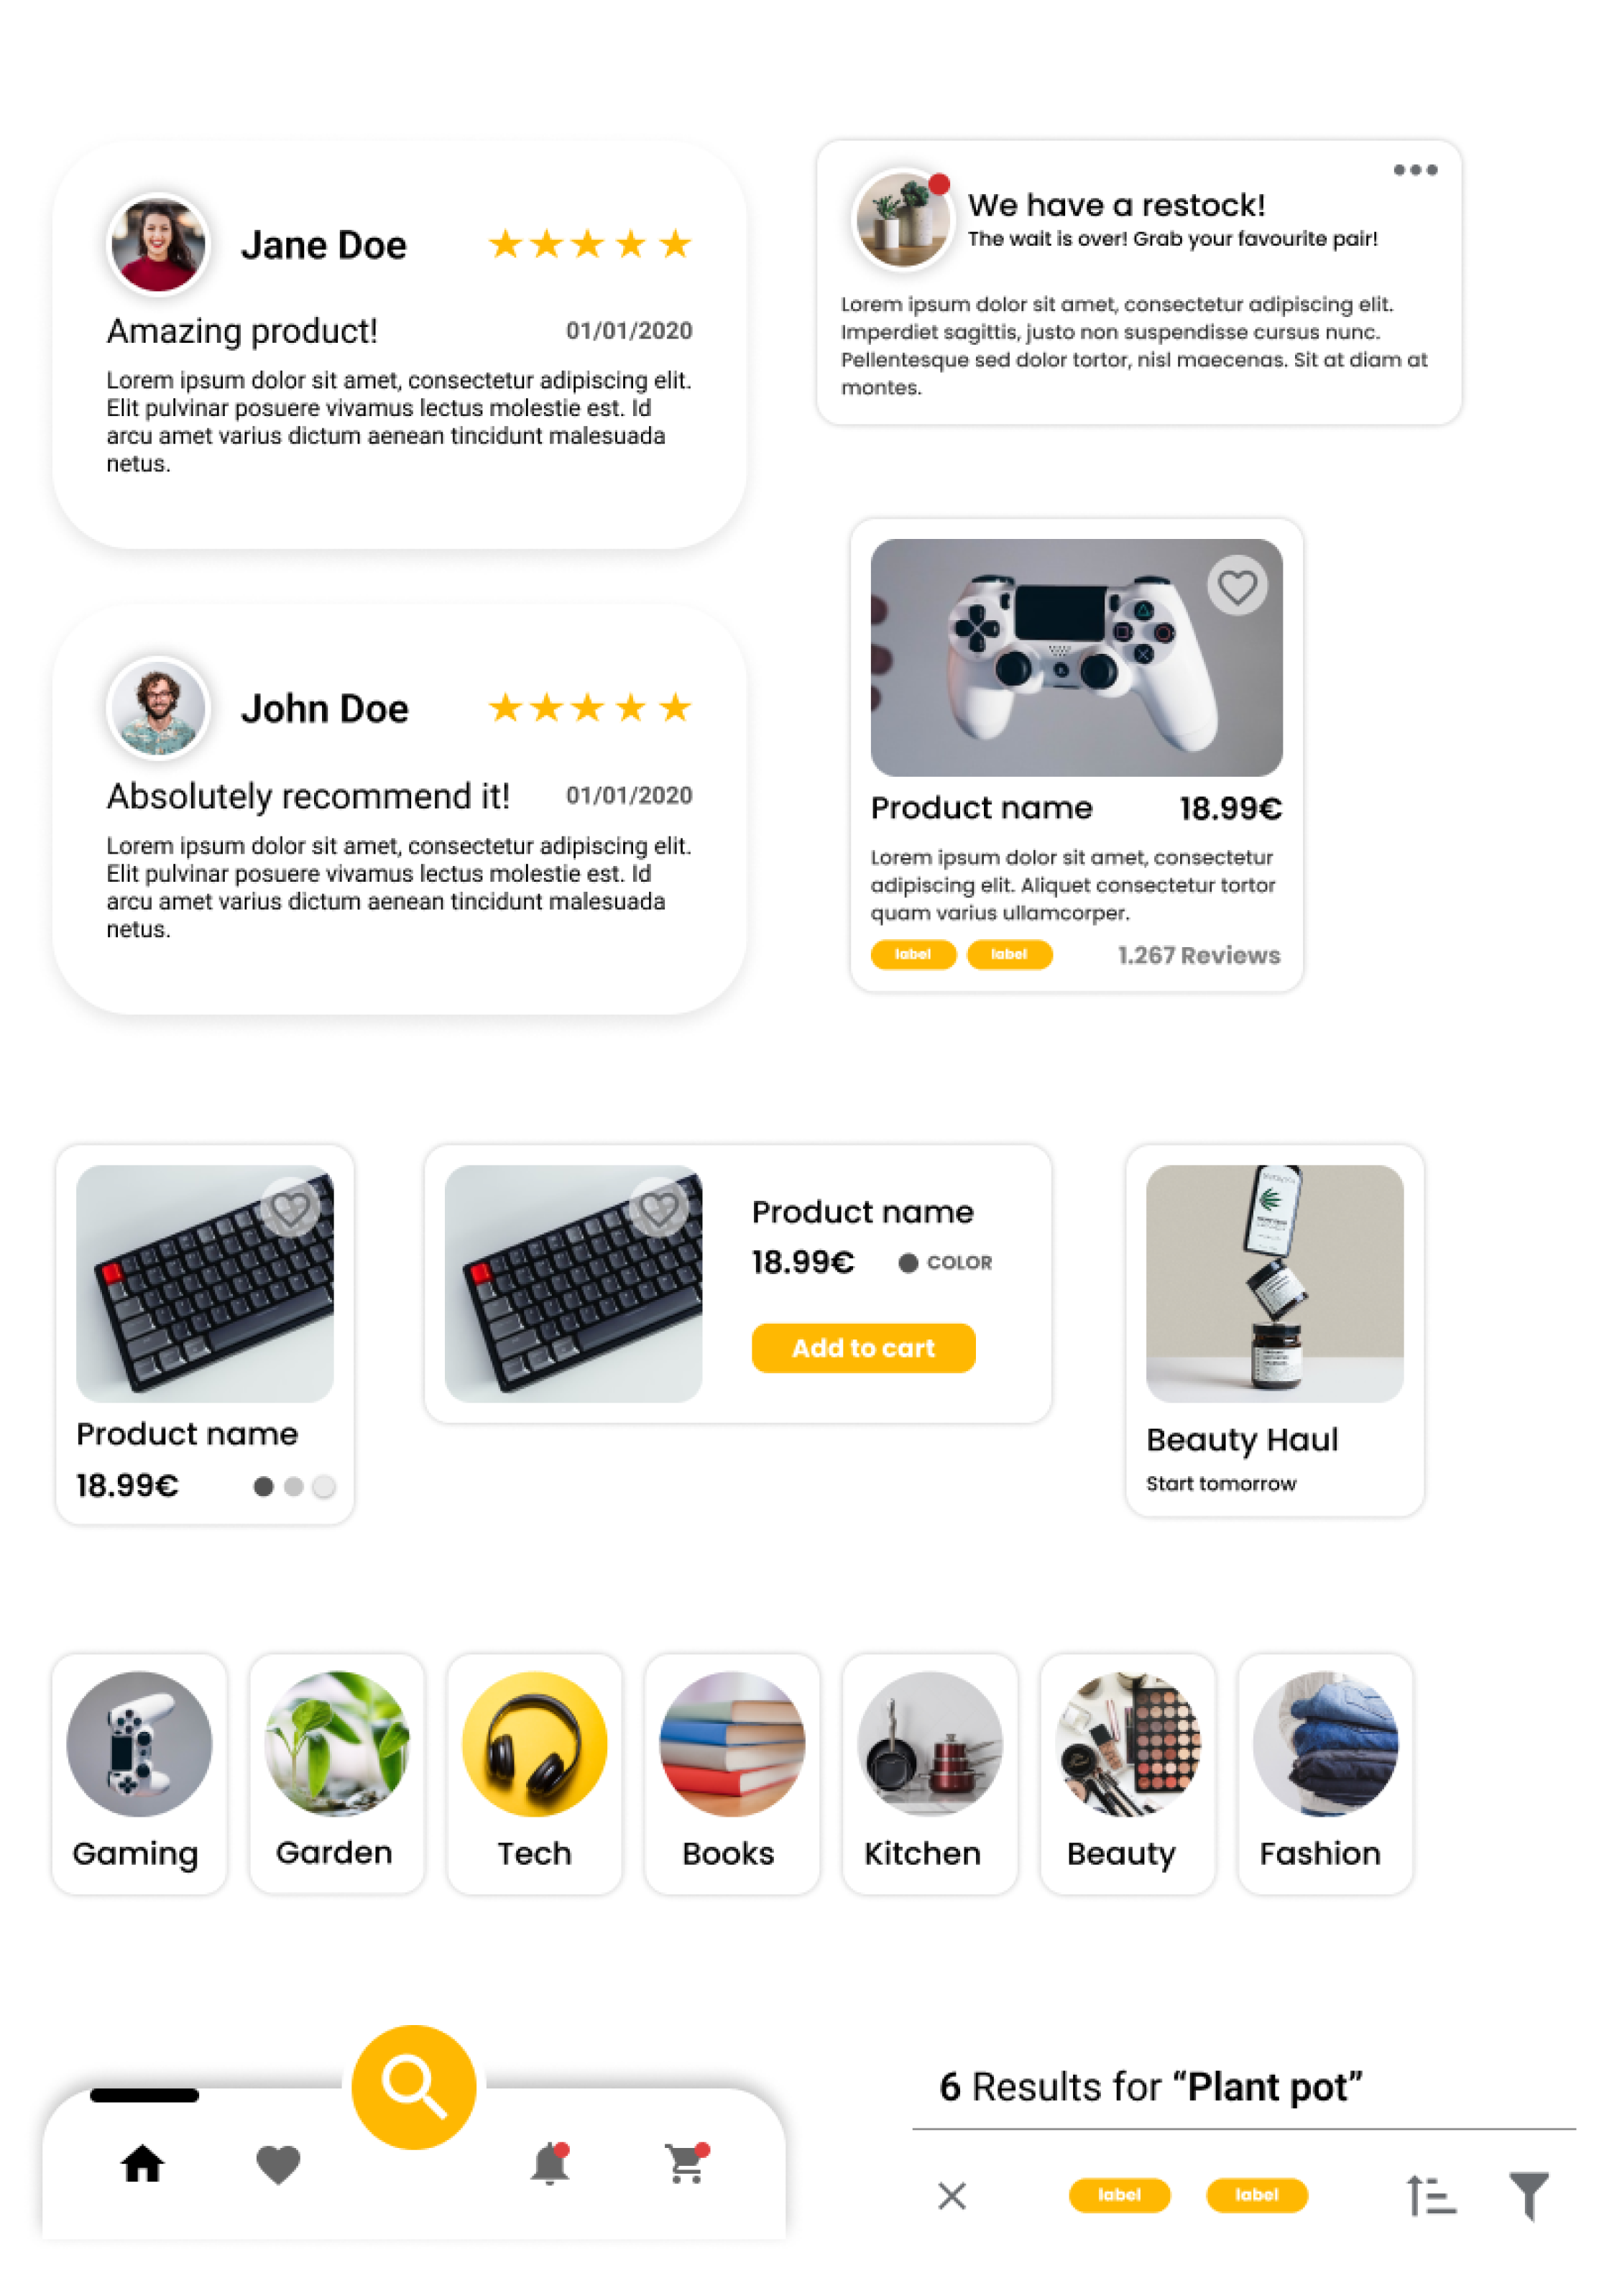 Jane Doe
Amazing product!
01/01/2020
Lorem ipsum dolor sit amet, consectetur adipiscing elit.
Elit pulvinar posuere vivamus lectus molestie est. Id
arcu amet varius dictum aenean tincidunt malesuada
netus.
We have a restock!
The wait is over! Grab your favourite pair!
Lorem ipsum dolor sit amet, consectetur adipiscing elit.
Imperdiet sagittis, justo non suspendisse cursus nunc.
Pellentesque sed dolor tortor, nisl maecenas. Sit at diam at
montes.
John Doe
Absolutely recommend it!
01/01/2020
Lorem ipsum dolor sit amet, consectetur adipiscing elit.
Elit pulvinar posuere vivamus lectus molestie est. Id
arcu amet varius dictum aenean tincidunt malesuada
netus.
Product name 18.99€
Lorem ipsum dolor sit amet, consectetur
adipiscing elit. Aliquet consectetur tortor
quam varius ullamcorper.
label label 1.267 Reviews
Product name
18.99€
Product name
18.99€ COLOR
Add to cart
Beauty Haul
Start tomorrow
Gaming
Garden
Tech
Books
Kitchen
Beauty
Fashion
6 Results for “Plant pot”
label label